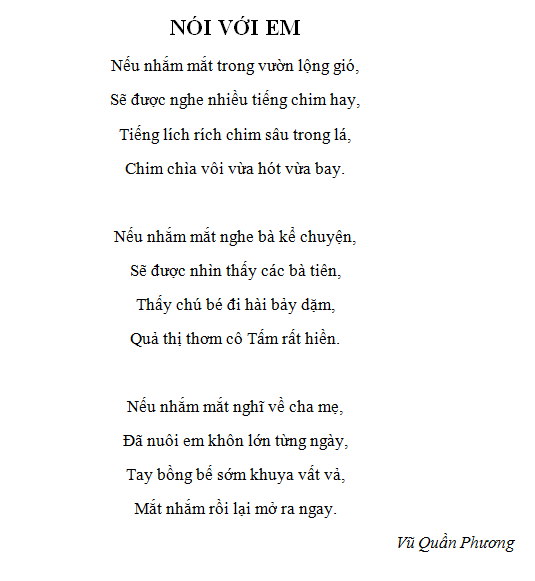 NÓI VỚI EM
Nếu nhắm mắt trong vườn lộng gió,
Sẽ được nghe nhiều tiếng chim hay,
Tiếng lích rích chim sâu trong lá,
Chim chìa vôi vừa hót vừa bay.
Nếu nhắm mắt nghe bà kể chuyện,
Sẽ được nhìn thấy các bà tiên,
Thấy chú bé đi hài bảy dặm,
Quả thị thơm cô Tấm rất hiền.
Nếu nhắm mắt nghĩ về cha mẹ,
Đã nuôi em khôn lớn từng ngày,
Tay bồng bế sớm khuya vất vả,
Mắt nhắm rồi lại mở ra ngay.
Vũ Quần Phương